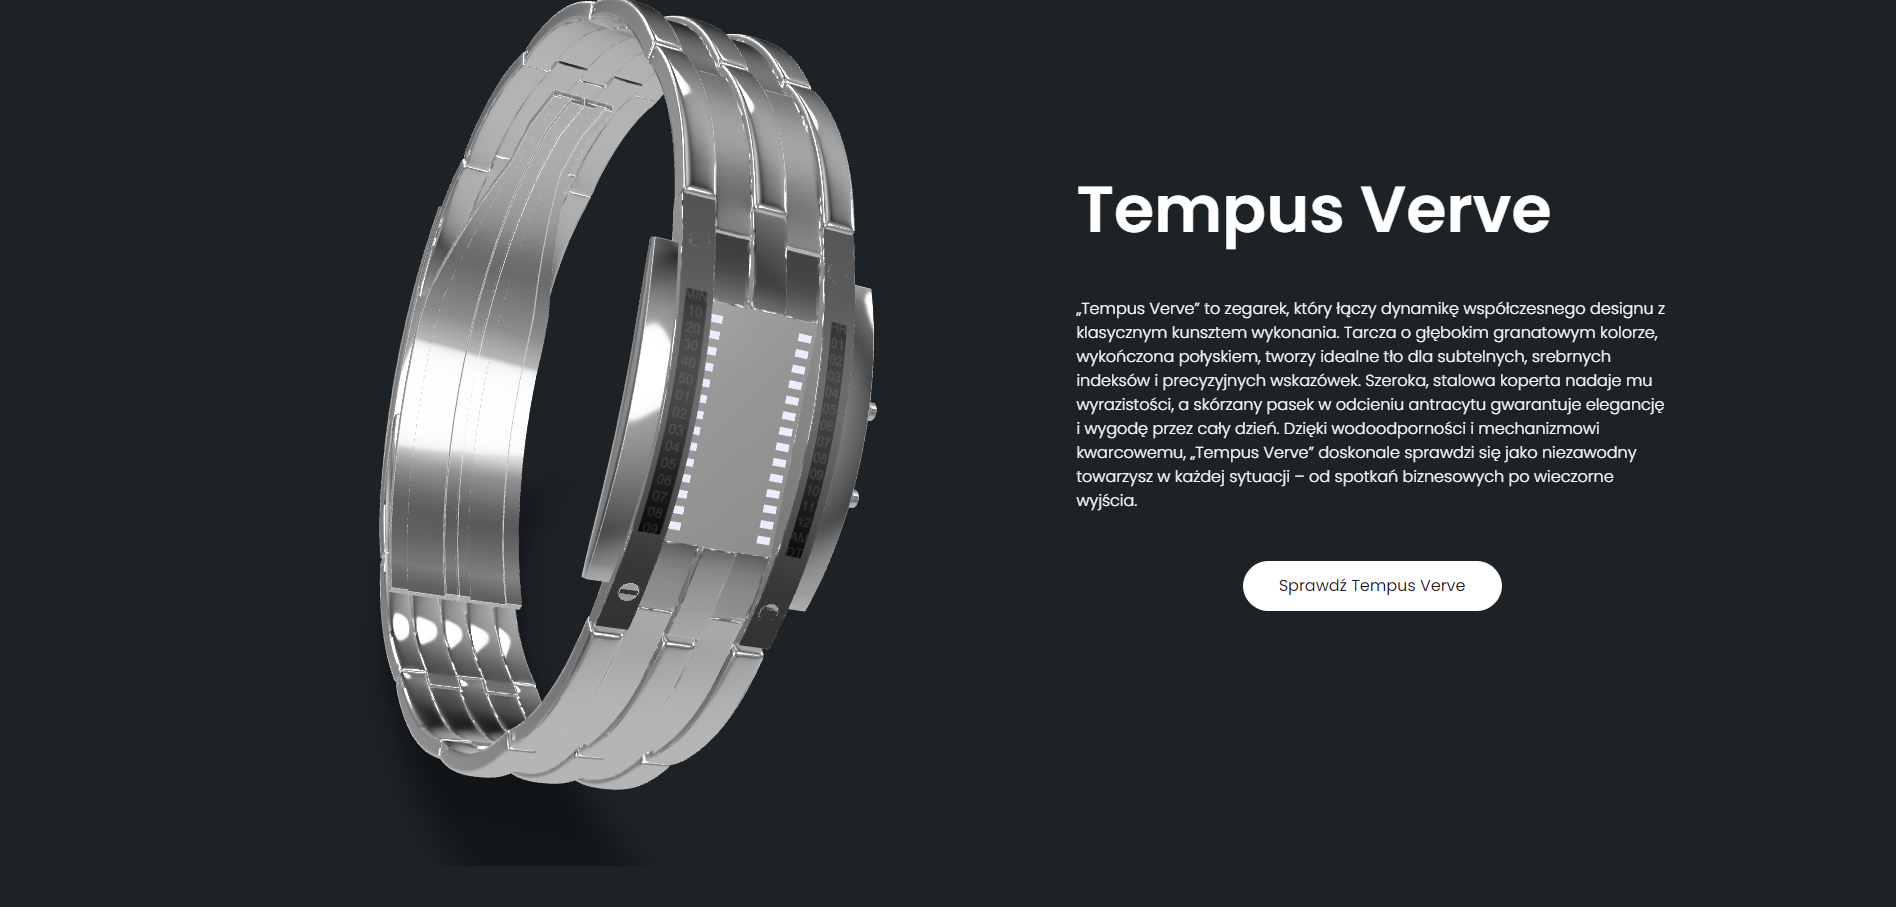 Tempus Verve
„Tempus Verve” to zegarek, który łączy dynamikę współczesnego designu z
klasycznym kunsztem wykonania. Tarcza o głębokim granatowym kolorze,
wykończona połyskiem, tworzy idealne tło dla subtelnych, srebrnych
indeksów i precyzyjnych wskazówek. Szeroka, stalowa koperta nadaje mu
wyrazistości, a skórzany pasek w odcieniu antracytu gwarantuje elegancję
i wygodę przez cały dzień. Dzięki wodoodporności i mechanizmowi
kwarcowemu, „Tempus Verve” doskonale sprawdzi się jako niezawodny
towarzysz w każdej sytuacji – od spotkań biznesowych po wieczorne
wyjścia.
Sprawdź Tempus Verve
MIN
10
20
30
40
50
01
02
03
04
05
06
07
08
09
HR
01
02
03
04
05
06
07
08
09
10
11
12
AM